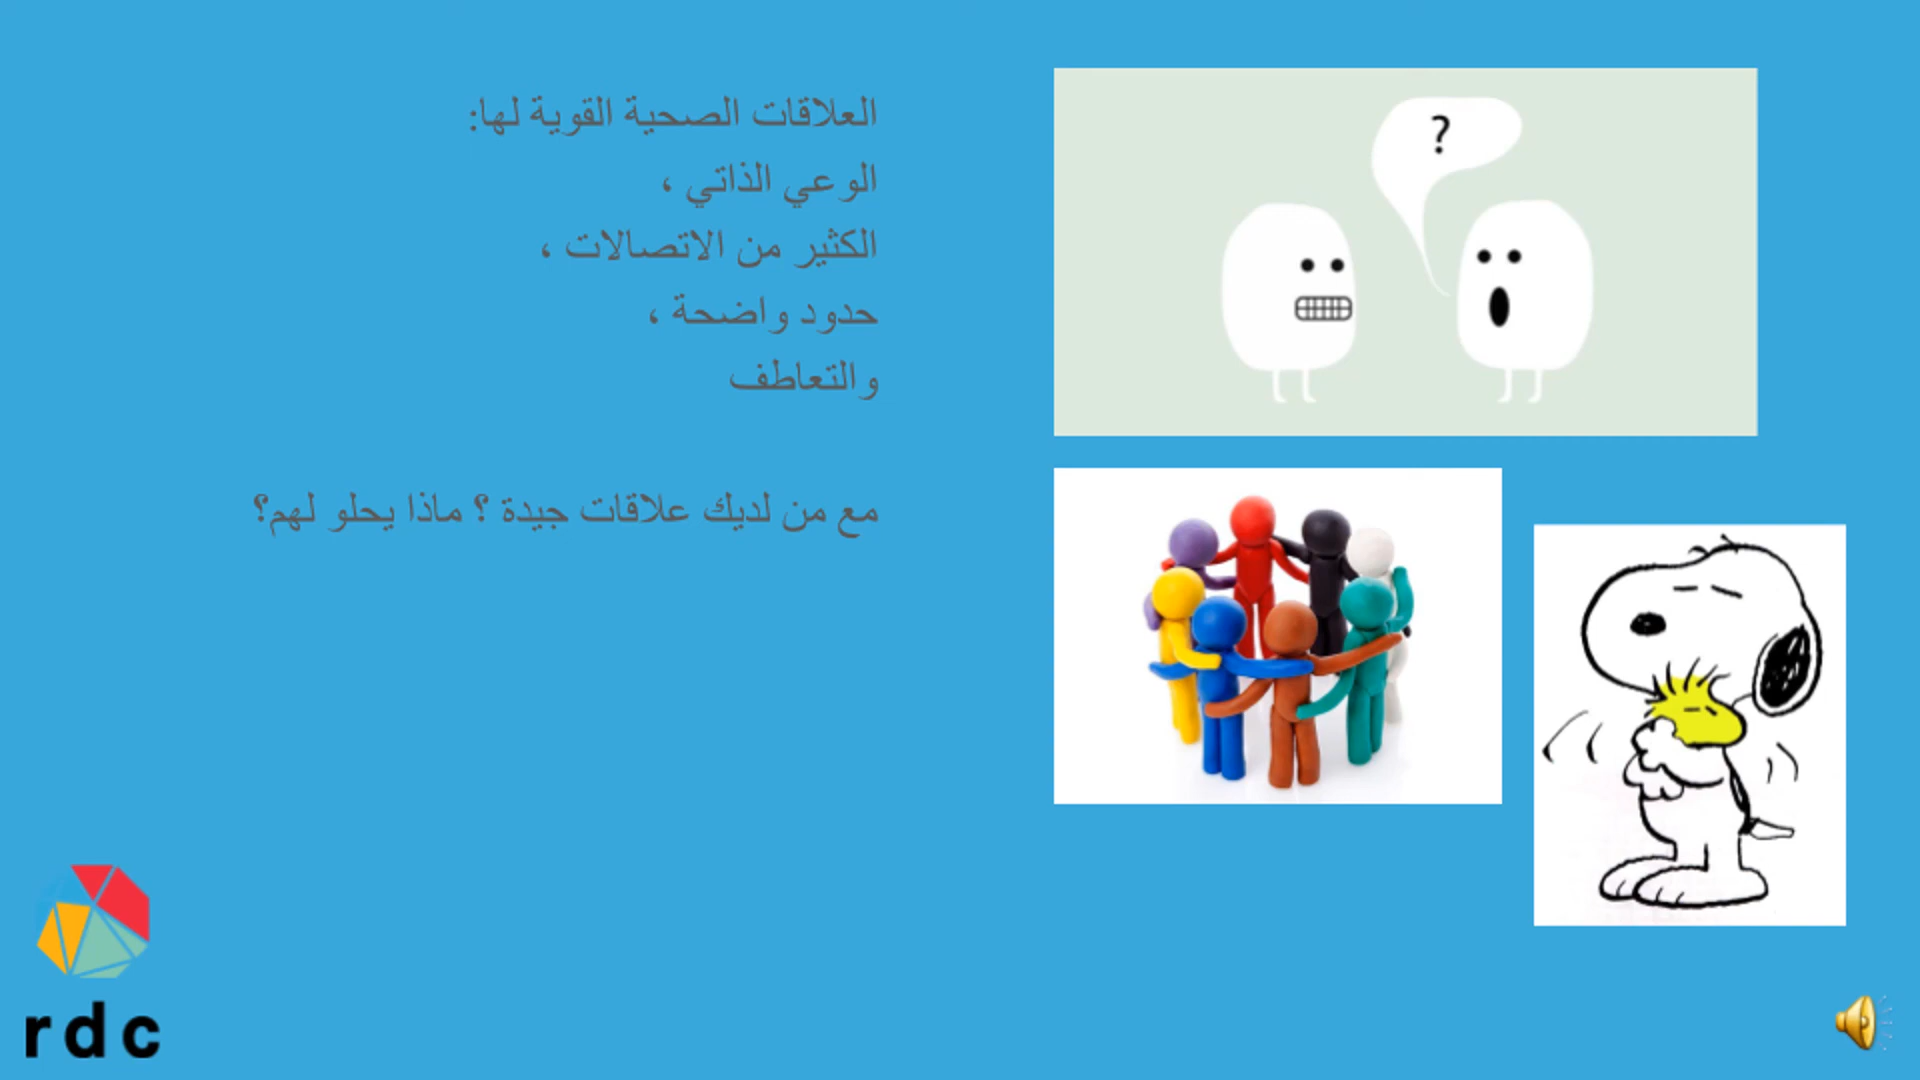 العلاقات الصحية القوية لها:
الوعي الذاتي ،
الكثير من الاتصالات ،
حدود واضحة ،
والتعاطف
مع من لديك علاقات جيدة ؟ ماذا يحلو لهم؟
?
rdc